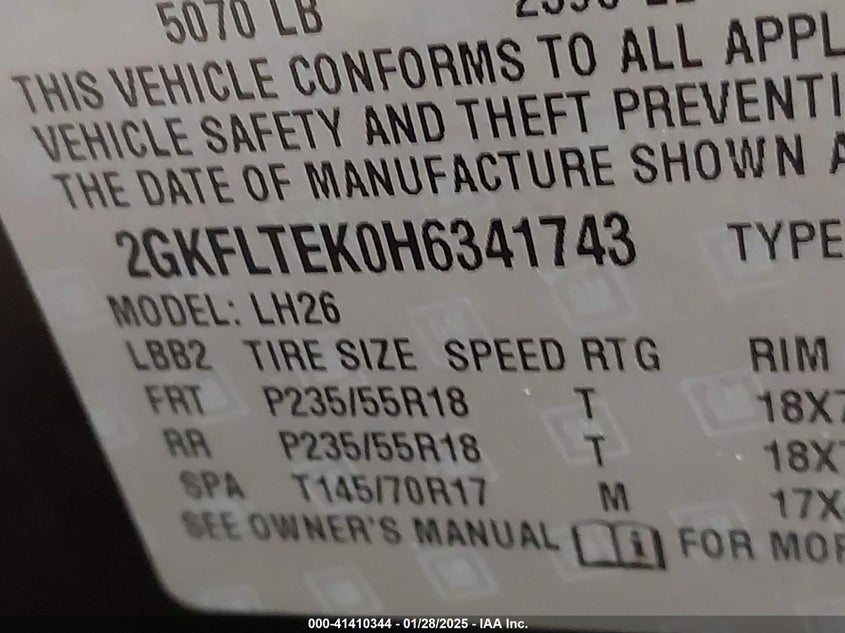 5070 LB
THIS VEHICLE CONFORMS TO ALL APPL
VEHICLE SAFETY AND THEFT PREVENTI
THE DATE OF MANUFACTURE SHOWN A
2GKFLTEK0H6341743 TYPE
MODEL: LH26
LBB2 TIRE SIZE SPEED RTG RIM
FRT P235/55R18 T 18X7
RR P235/55R18 T 18X7
SPA T145/70R17 M 17X
SEE OWNER'S MANUAL FOR MOR
000-41410344 - 01/28/2025 - IAA Inc.